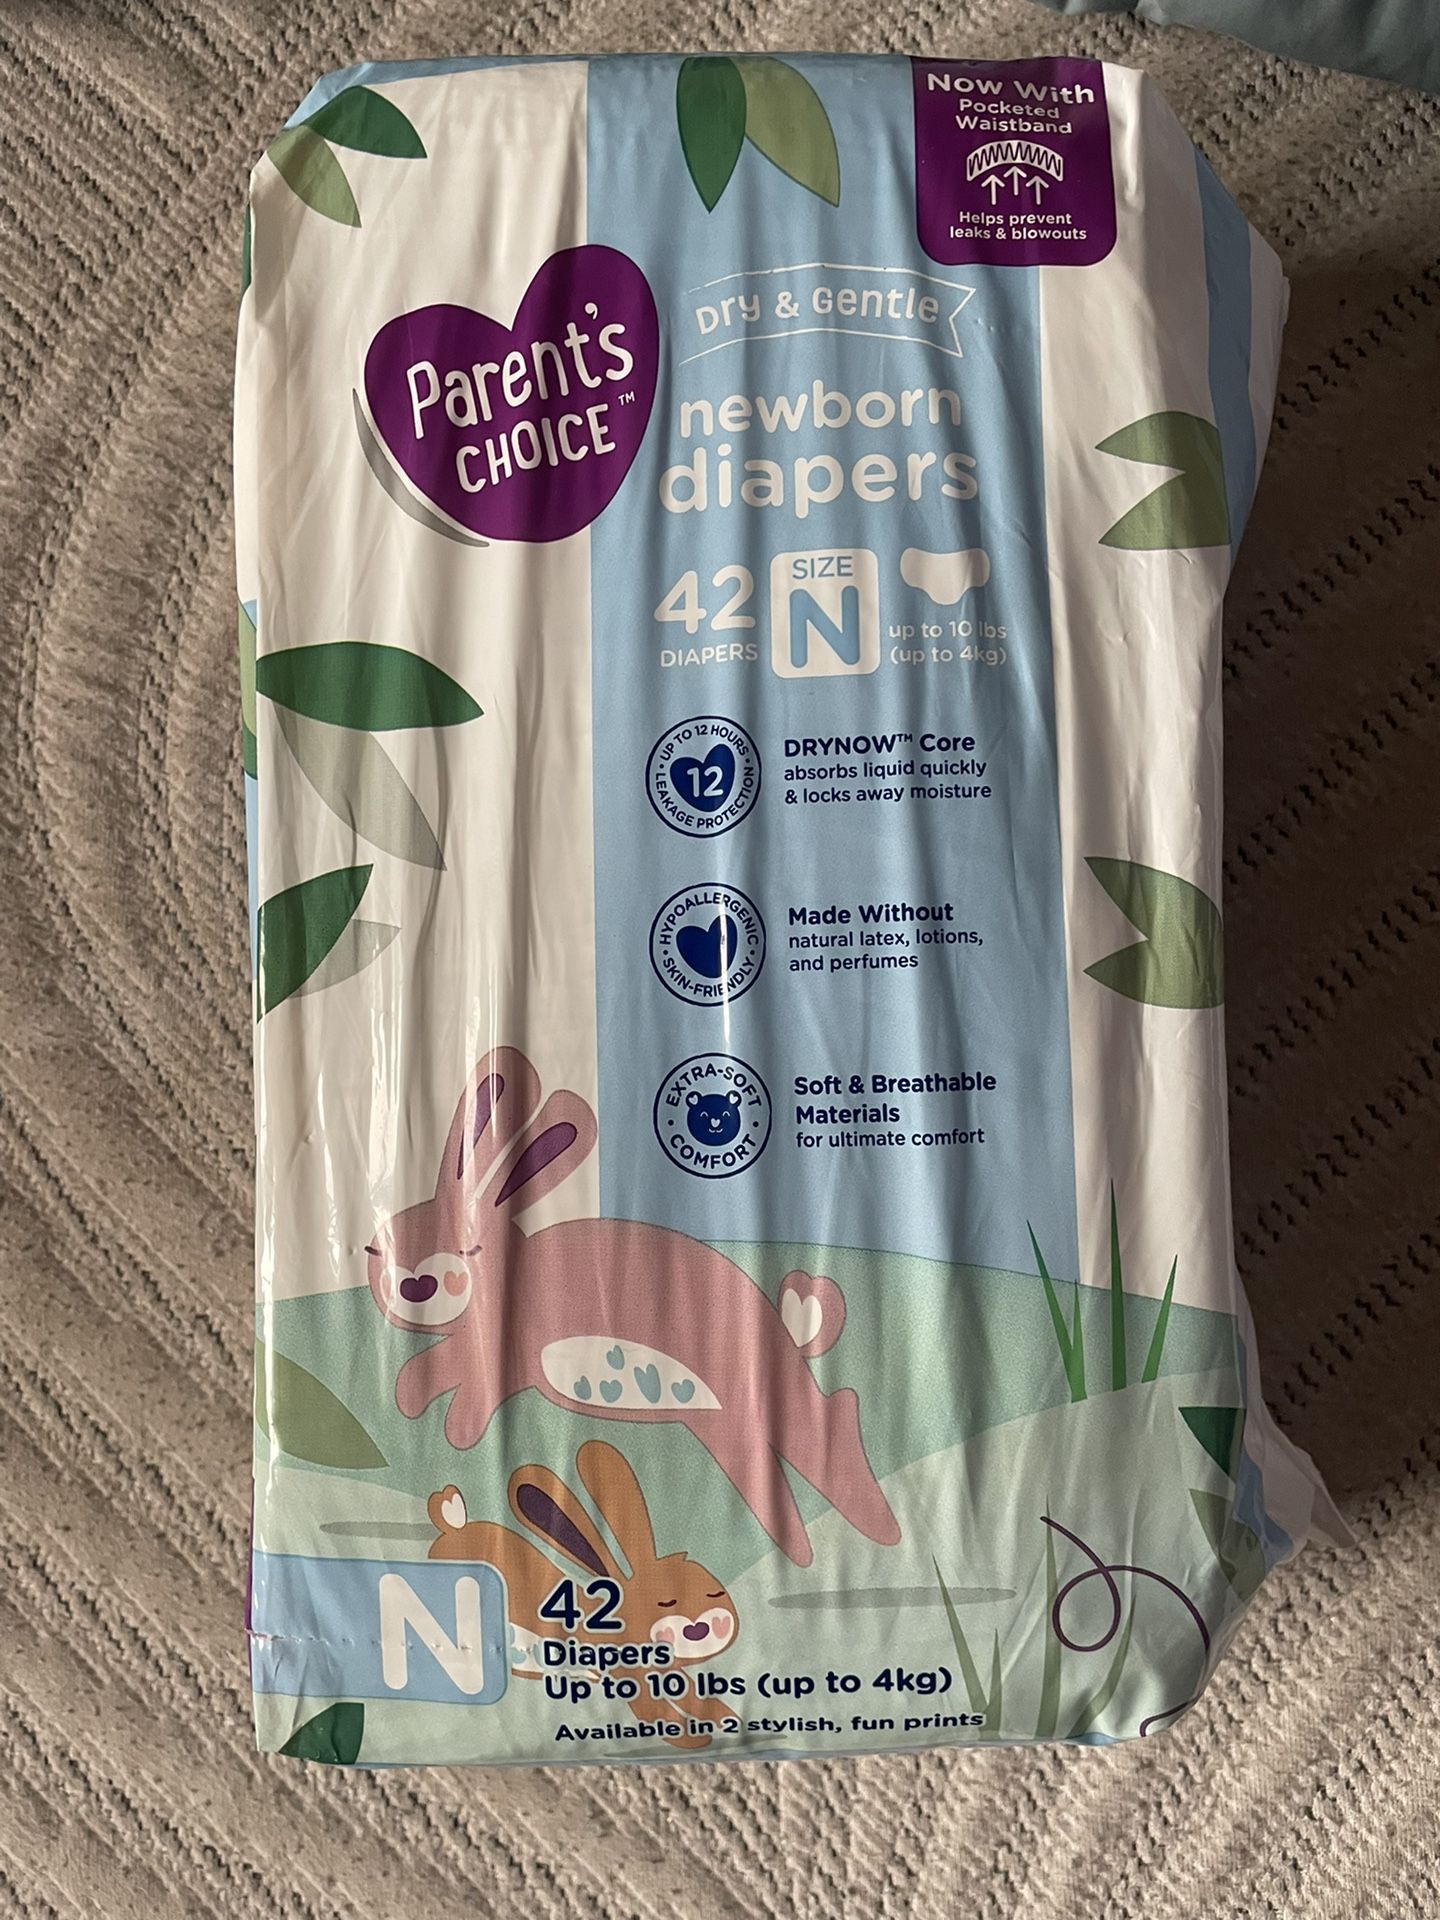 Now With
Pocketed
Waistband
Helps prevent
leaks & blowouts
Parent's
CHOICE™
Dry & Gentle
newborn
diapers
42
DIAPERS
SIZE
N
up to 10 lbs
(up to 4kg)
UP TO 12 HOURS
12
LEAKAGE PROTECTION
DRYNOW™ Core
absorbs liquid quickly
& locks away moisture
HYPOALLERGENIC
SKIN-FRIENDLY
Made Without
natural latex, lotions,
and perfumes
EXTRA-SOFT
COMFORT
Soft & Breathable
Materials
for ultimate comfort
N
42
Diapers
Up to 10 lbs (up to 4kg)
Available in 2 stylish, fun prints